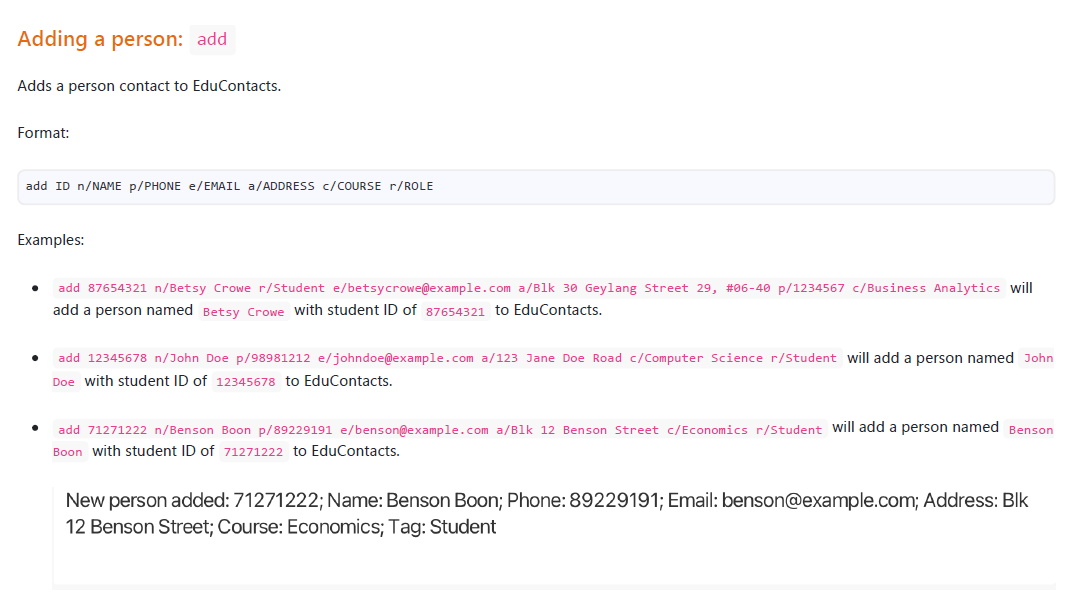 Adding a person: add
Adds a person contact to EduContacts.
Format:
add ID n/NAME p/PHONE e/EMAIL a/ADDRESS c/COURSE r/ROLE
Examples:
add 87654321 n/Betsy Crowe r/Student e/betsycrowe@example.com a/Blk 30 Geylang Street 29, #06-40 p/1234567 c/Business Analytics will
add a person named Betsy Crowe with student ID of 87654321 to EduContacts.
add 12345678 n/John Doe p/98981212 e/johndoe@example.com a/123 Jane Doe Road c/Computer Science r/Student will add a person named John
Doe with student ID of 12345678 to EduContacts.
add 71271222 n/Benson Boon p/89229191 e/benson@example.com a/Blk 12 Benson Street c/Economics r/Student will add a person named Benson
Boon with student ID of 71271222 to EduContacts.
New person added: 71271222; Name: Benson Boon; Phone: 89229191; Email: benson@example.com; Address: Blk
12 Benson Street; Course: Economics; Tag: Student